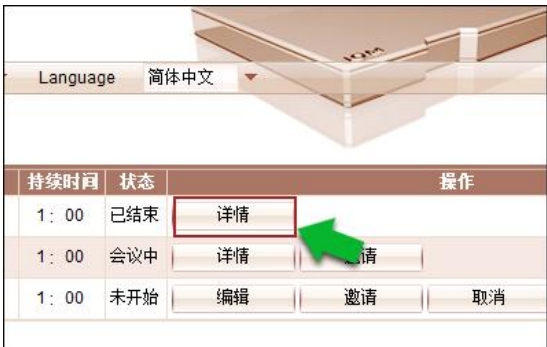 IQM
Language 简体中文
持续时间 状态 操作
1: 00 已结束 详情
1: 00 会议中 详情 邀请
1: 00 未开始 编辑 邀请 取消